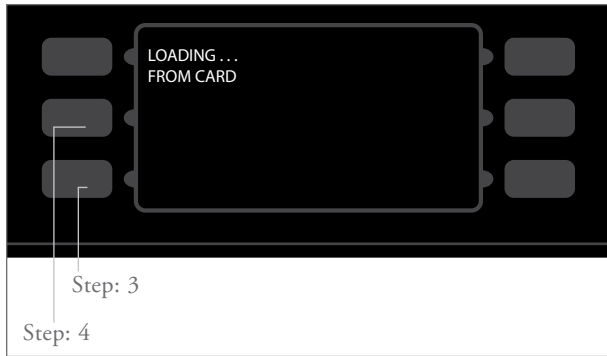 LOADING . . .
FROM CARD
Step: 3
Step: 4